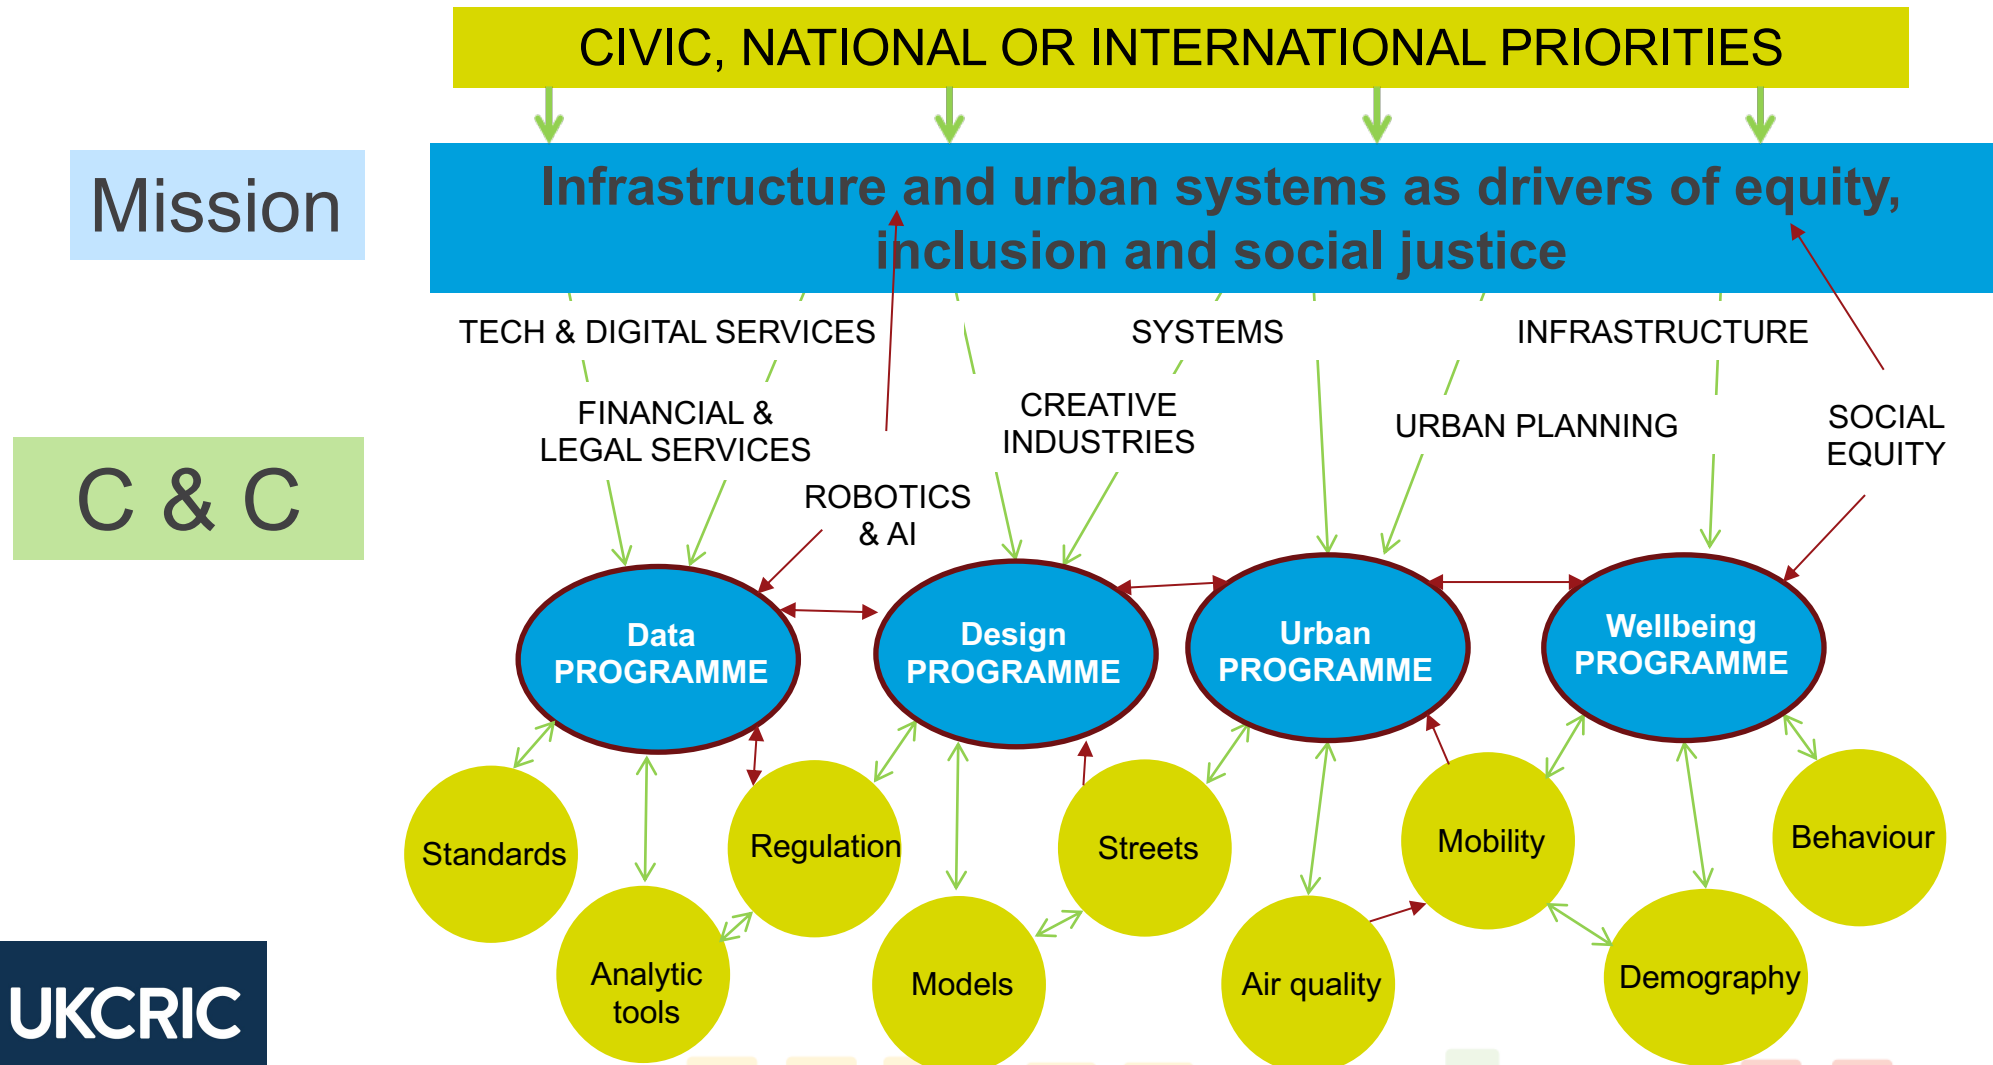 CIVIC, NATIONAL OR INTERNATIONAL PRIORITIES
Mission
Infrastructure and urban systems as drivers of equity,
inclusion and social justice
TECH & DIGITAL SERVICES
SYSTEMS
INFRASTRUCTURE
C & C
FINANCIAL &
LEGAL SERVICES
CREATIVE
INDUSTRIES
URBAN PLANNING
SOCIAL
EQUITY
ROBOTICS
& AI
Data
PROGRAMME
Design
PROGRAMME
Urban
PROGRAMME
Wellbeing
PROGRAMME
Standards
Regulation
Streets
Mobility
Behaviour
Analytic
tools
Models
Air quality
Demography
UKCRIC